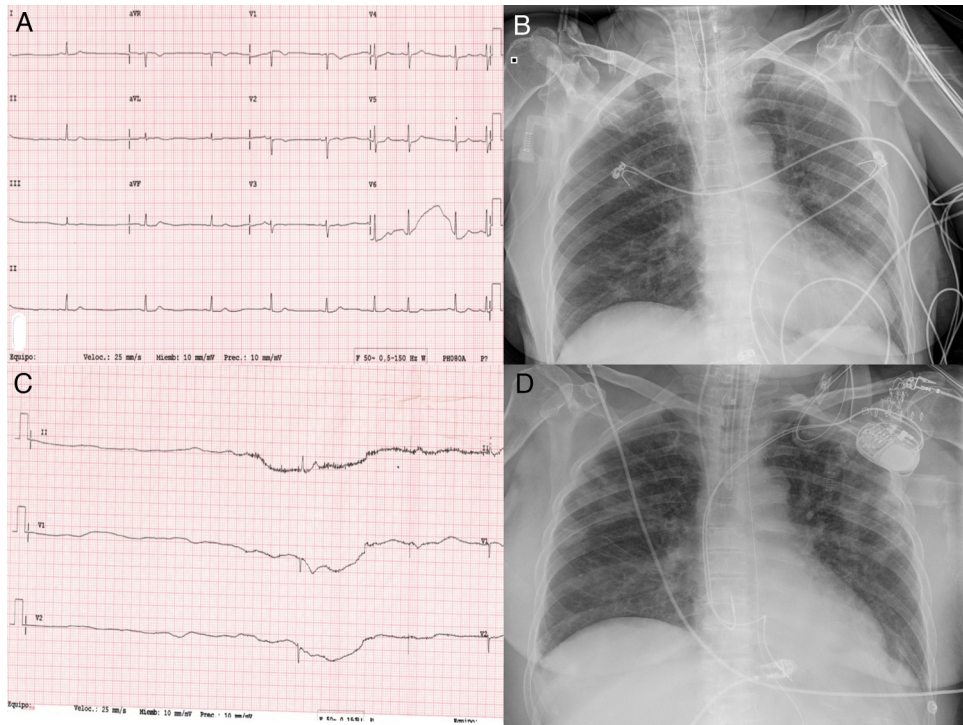 A
I aVR V1 V4
II aVL V2 V5
III aVF V3 V6
II
Equipo: Veloc.: 25 mm/s Miemb: 10 mm/mV Prec.: 10 mm/mV F 50~ 0,5-150 Hz W PH080A P?
B
C
II
V1 V1
V2 V2
Equipo: Veloc.: 25 mm/s Miemb: 10 mm/mV Prec.: 10 mm/mV
D